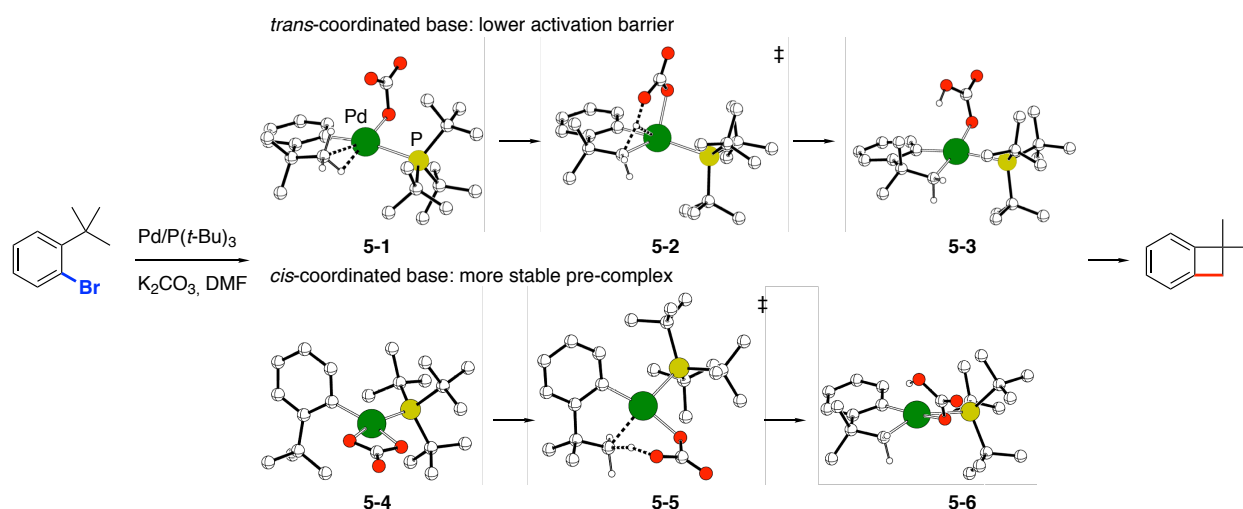 trans-coordinated base: lower activation barrier
Pd
P
‡
5-1
5-2
5-3
Br
Pd/P(t-Bu)3
K2CO3, DMF
cis-coordinated base: more stable pre-complex
‡
5-4
5-5
5-6